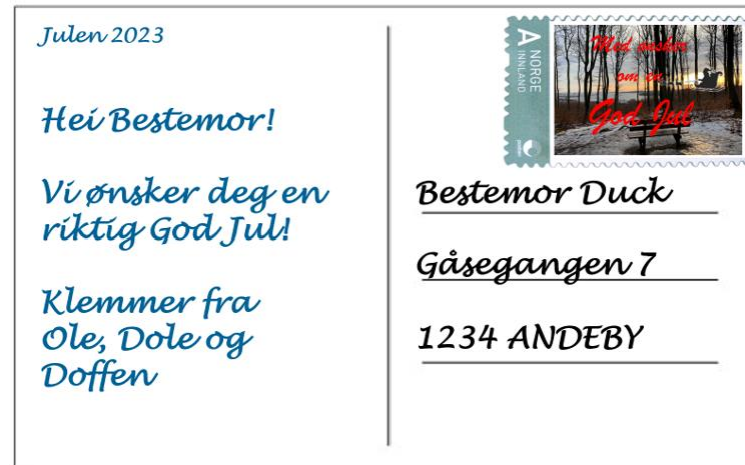 Julen 2023
Hei Bestemor!
Vi ønsker deg en
riktig God Jul!
Klemmer fra
Ole, Dole og
Doffen
A NORGE
INNLAND
Med ønsker
om en
God Jul
Bestemor Duck
Gåsegangen 7
1234 ANDEBY